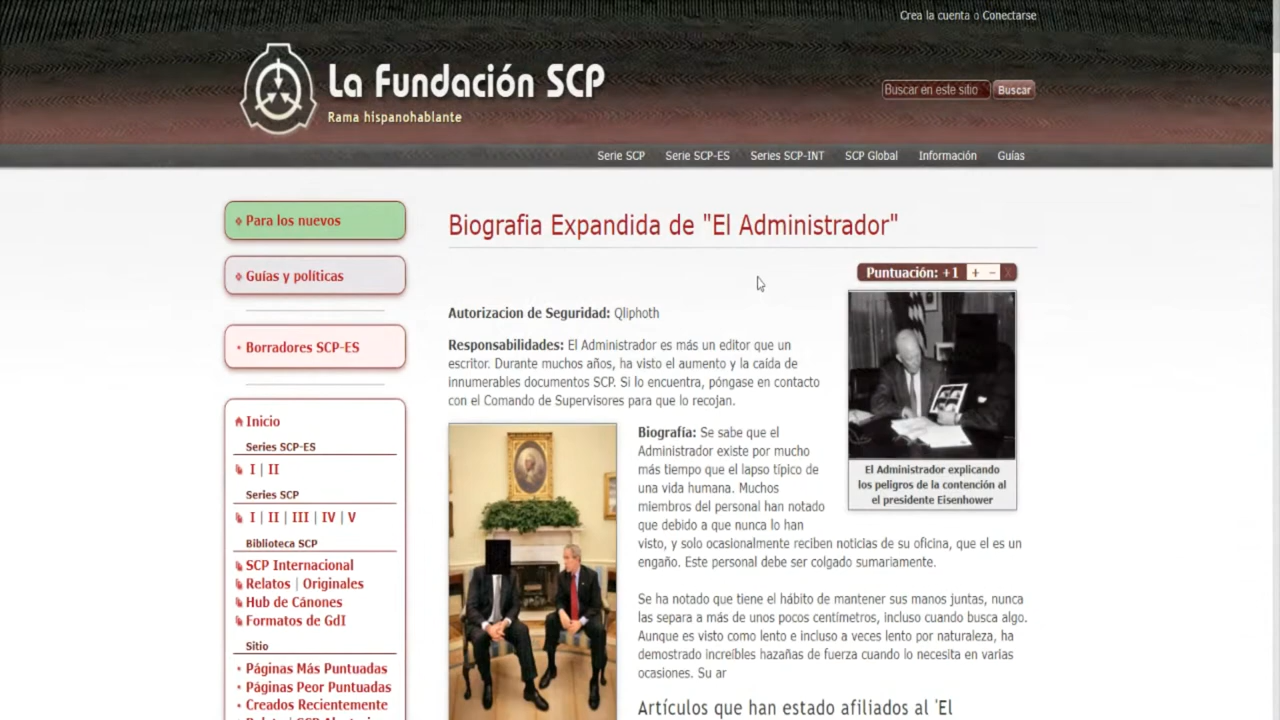 Crea la cuenta o Conectarse
La Fundación SCP
Rama hispanohablante
Buscar en este sitio Buscar
Serie SCP Serie SCP-ES Series SCP-INT SCP Global Información Guías
Para los nuevos
Guías y políticas
Borradores SCP-ES
Inicio
Series SCP-ES
I | II
Series SCP
I | II | III | IV | V
Biblioteca SCP
SCP Internacional
Relatos | Originales
Hub de Cánones
Formatos de GdI
Sitio
Páginas Más Puntuadas
Páginas Peor Puntuadas
Creados Recientemente
Biografia Expandida de "El Administrador"
Puntuación: +1 + − X
Autorizacion de Seguridad: Qliphoth
Responsabilidades: El Administrador es más un editor que un
escritor. Durante muchos años, ha visto el aumento y la caída de
innumerables documentos SCP. Si lo encuentra, póngase en contacto
con el Comando de Supervisores para que lo recojan.
El Administrador explicando
los peligros de la contención al
el presidente Eisenhower
Biografía: Se sabe que el
Administrador existe por mucho
más tiempo que el lapso típico de
una vida humana. Muchos
miembros del personal han notado
que debido a que nunca lo han
visto, y solo ocasionalmente reciben noticias de su oficina, que el es un
engaño. Este personal debe ser colgado sumariamente.
Se ha notado que tiene el hábito de mantener sus manos juntas, nunca
las separa a más de unos pocos centímetros, incluso cuando busca algo.
Aunque es visto como lento e incluso a veces lento por naturaleza, ha
demostrado increíbles hazañas de fuerza cuando lo necesita en varias
ocasiones. Su ar
Artículos que han estado afiliados al 'El